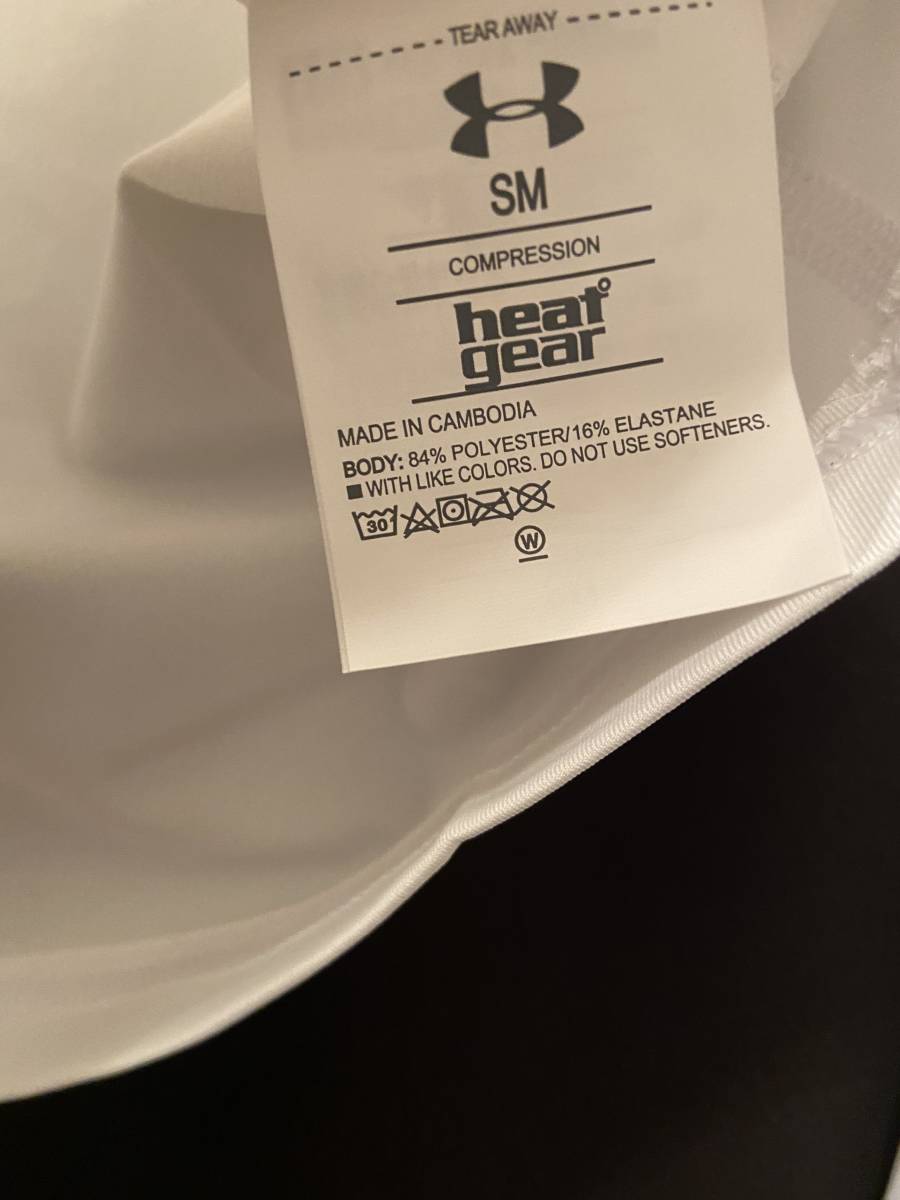 TEAR AWAY
SM
COMPRESSION
heat
gear
MADE IN CAMBODIA
BODY: 84% POLYESTER/16% ELASTANE
■ WITH LIKE COLORS. DO NOT USE SOFTENERS.
30
W